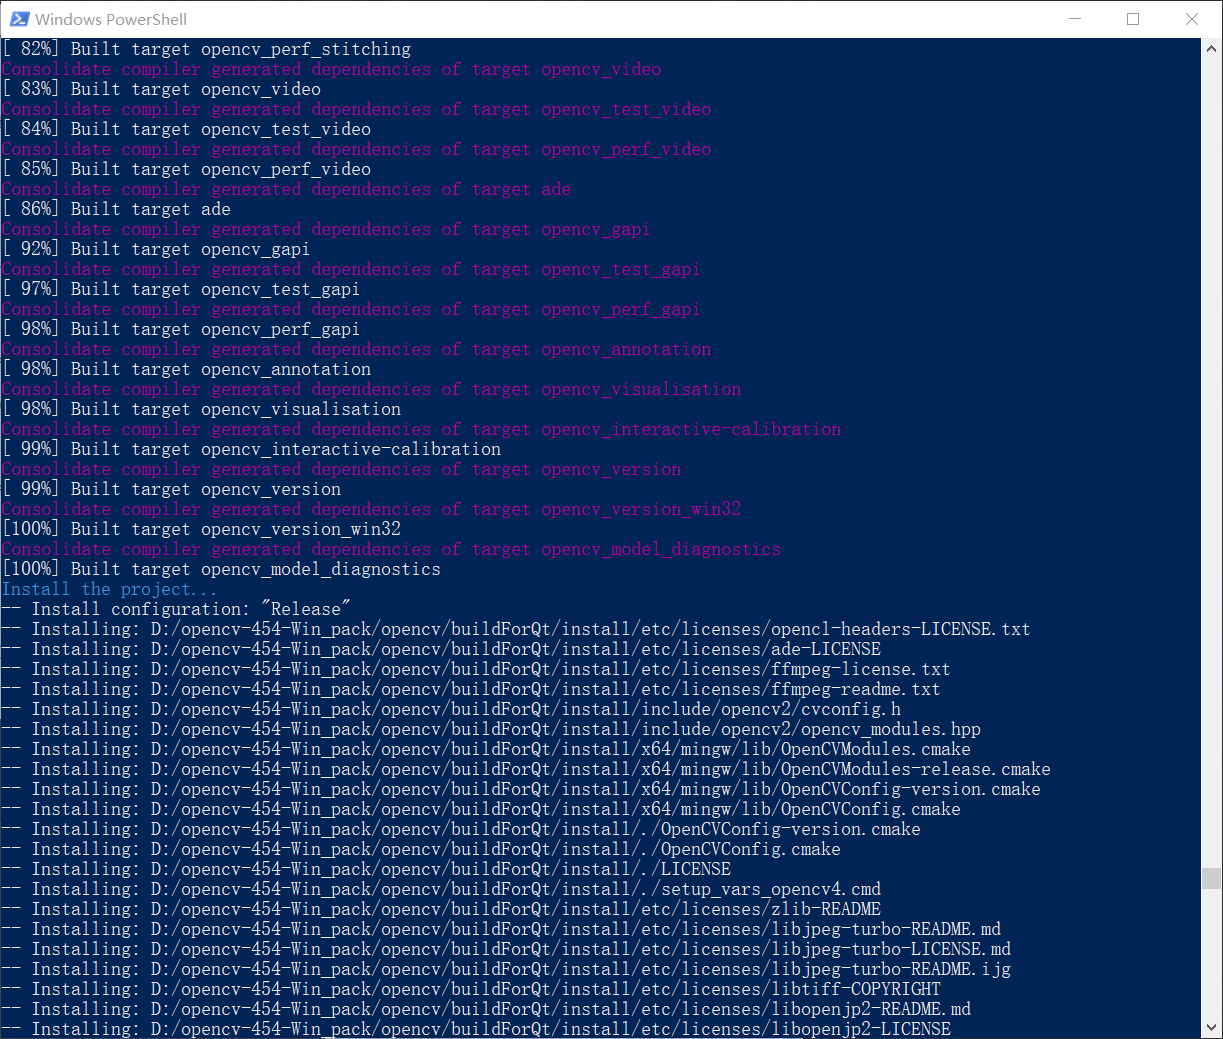 Windows PowerShell
[ 82%] Built target opencv_perf_stitching
Consolidate compiler generated dependencies of target opencv_video
[ 83%] Built target opencv_video
Consolidate compiler generated dependencies of target opencv_test_video
[ 84%] Built target opencv_test_video
Consolidate compiler generated dependencies of target opencv_perf_video
[ 85%] Built target opencv_perf_video
Consolidate compiler generated dependencies of target ade
[ 86%] Built target ade
Consolidate compiler generated dependencies of target opencv_gapi
[ 92%] Built target opencv_gapi
Consolidate compiler generated dependencies of target opencv_test_gapi
[ 97%] Built target opencv_test_gapi
Consolidate compiler generated dependencies of target opencv_perf_gapi
[ 98%] Built target opencv_perf_gapi
Consolidate compiler generated dependencies of target opencv_annotation
[ 98%] Built target opencv_annotation
Consolidate compiler generated dependencies of target opencv_visualisation
[ 98%] Built target opencv_visualisation
Consolidate compiler generated dependencies of target opencv_interactive-calibration
[ 99%] Built target opencv_interactive-calibration
Consolidate compiler generated dependencies of target opencv_version
[ 99%] Built target opencv_version
Consolidate compiler generated dependencies of target opencv_version_win32
[100%] Built target opencv_version_win32
Consolidate compiler generated dependencies of target opencv_model_diagnostics
[100%] Built target opencv_model_diagnostics
Install the project...
-- Install configuration: "Release"
-- Installing: D:/opencv-454-Win_pack/opencv/buildForQt/install/etc/licenses/opencl-headers-LICENSE.txt
-- Installing: D:/opencv-454-Win_pack/opencv/buildForQt/install/etc/licenses/ade-LICENSE
-- Installing: D:/opencv-454-Win_pack/opencv/buildForQt/install/etc/licenses/ffmpeg-license.txt
-- Installing: D:/opencv-454-Win_pack/opencv/buildForQt/install/etc/licenses/ffmpeg-readme.txt
-- Installing: D:/opencv-454-Win_pack/opencv/buildForQt/install/include/opencv2/cvconfig.h
-- Installing: D:/opencv-454-Win_pack/opencv/buildForQt/install/include/opencv2/opencv_modules.hpp
-- Installing: D:/opencv-454-Win_pack/opencv/buildForQt/install/x64/mingw/lib/OpenCVModules.cmake
-- Installing: D:/opencv-454-Win_pack/opencv/buildForQt/install/x64/mingw/lib/OpenCVModules-release.cmake
-- Installing: D:/opencv-454-Win_pack/opencv/buildForQt/install/x64/mingw/lib/OpenCVConfig-version.cmake
-- Installing: D:/opencv-454-Win_pack/opencv/buildForQt/install/x64/mingw/lib/OpenCVConfig.cmake
-- Installing: D:/opencv-454-Win_pack/opencv/buildForQt/install/./OpenCVConfig-version.cmake
-- Installing: D:/opencv-454-Win_pack/opencv/buildForQt/install/./OpenCVConfig.cmake
-- Installing: D:/opencv-454-Win_pack/opencv/buildForQt/install/./LICENSE
-- Installing: D:/opencv-454-Win_pack/opencv/buildForQt/install/./setup_vars_opencv4.cmd
-- Installing: D:/opencv-454-Win_pack/opencv/buildForQt/install/etc/licenses/zlib-README
-- Installing: D:/opencv-454-Win_pack/opencv/buildForQt/install/etc/licenses/libjpeg-turbo-README.md
-- Installing: D:/opencv-454-Win_pack/opencv/buildForQt/install/etc/licenses/libjpeg-turbo-LICENSE.md
-- Installing: D:/opencv-454-Win_pack/opencv/buildForQt/install/etc/licenses/libjpeg-turbo-README.ijg
-- Installing: D:/opencv-454-Win_pack/opencv/buildForQt/install/etc/licenses/libtiff-COPYRIGHT
-- Installing: D:/opencv-454-Win_pack/opencv/buildForQt/install/etc/licenses/libopenjp2-README.md
-- Installing: D:/opencv-454-Win_pack/opencv/buildForQt/install/etc/licenses/libopenjp2-LICENSE